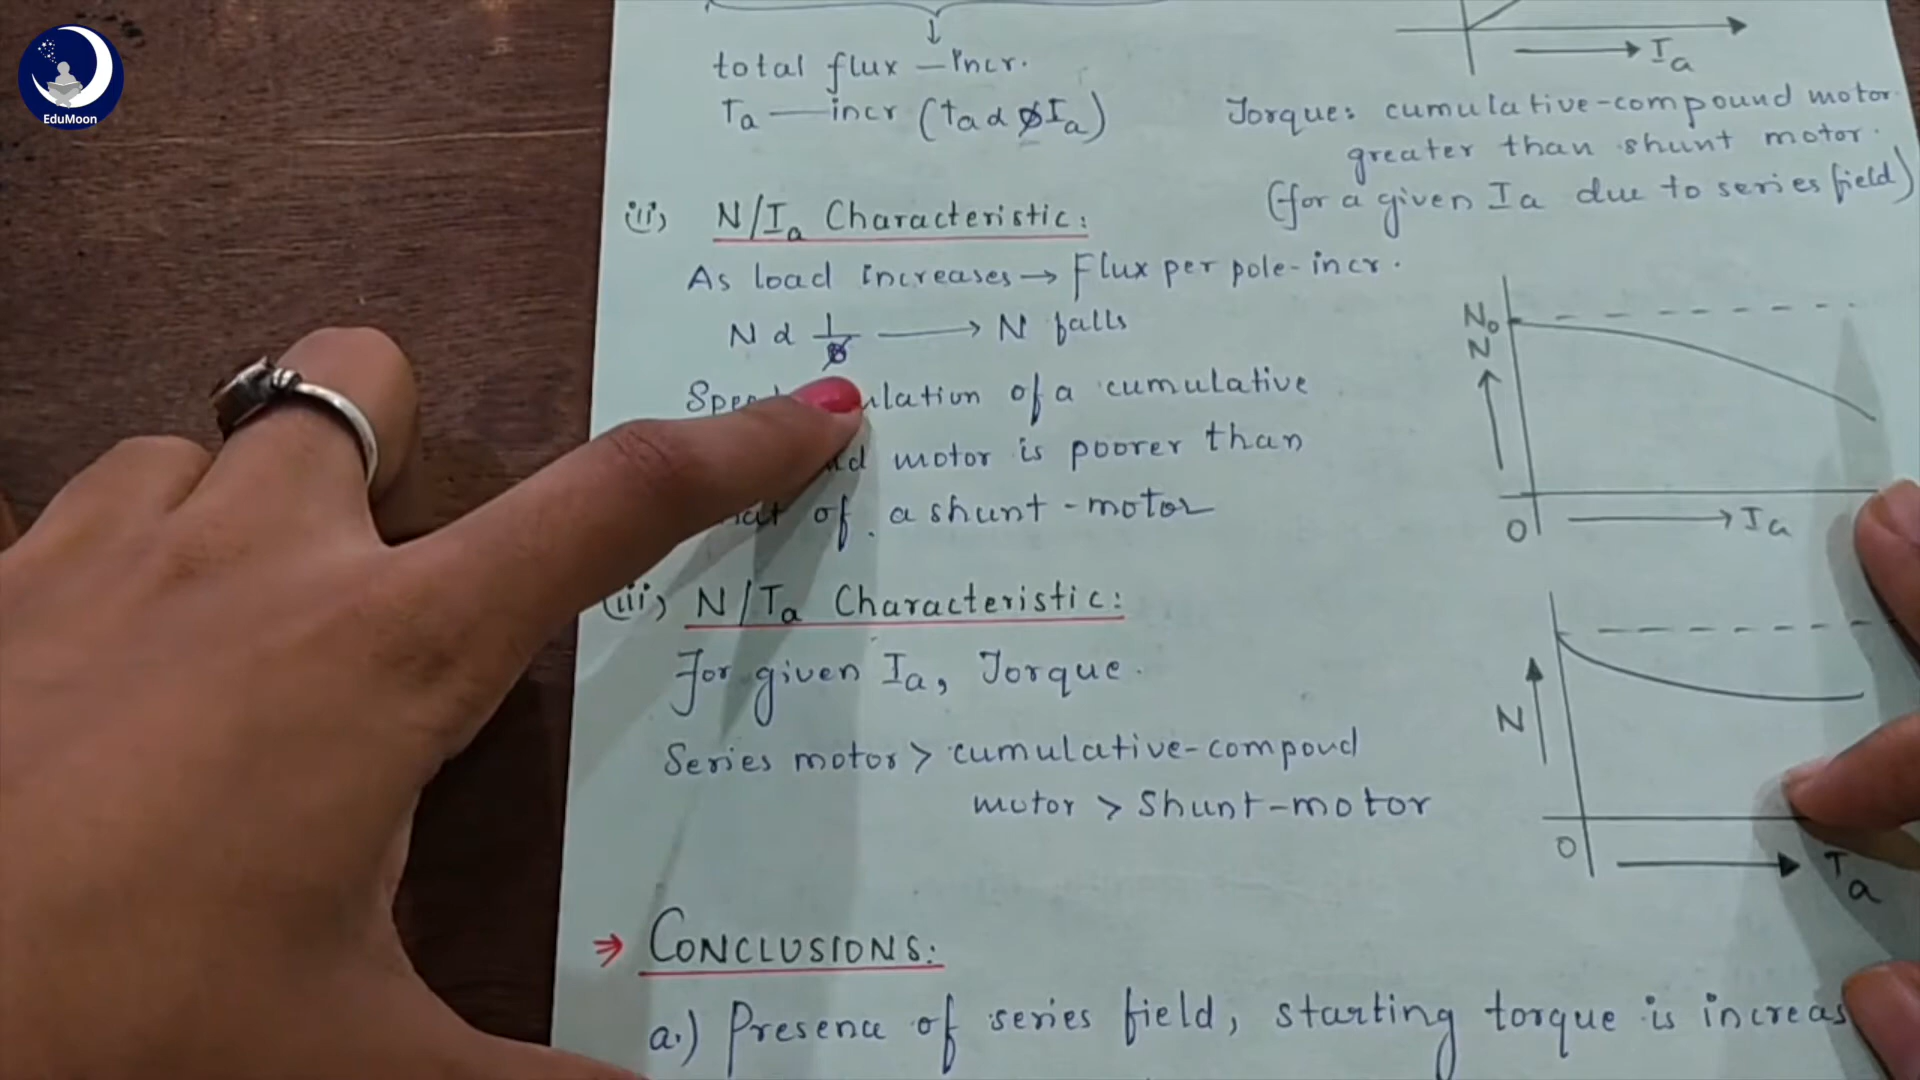 EduMoon
total flux — incr.
Ta — incr (ta α ϕIa)
→ Ia
Torque: cumulative-compound motor
greater than shunt motor.
(for a given Ia due to series field)
(ii) N/Ia Characteristic:
As load increases → Flux per pole-incr.
N α 1/ϕ → N falls
of a cumulative
motor is poorer than
of a shunt-motor
N0
N
0
→ Ia
(iii) N/Ta Characteristic:
For given Ia, Torque.
Series motor > cumulative-compoud
motor > shunt-motor
N
0
Ta
⇒ CONCLUSIONS:
a.) Presence of series field, starting torque is increas